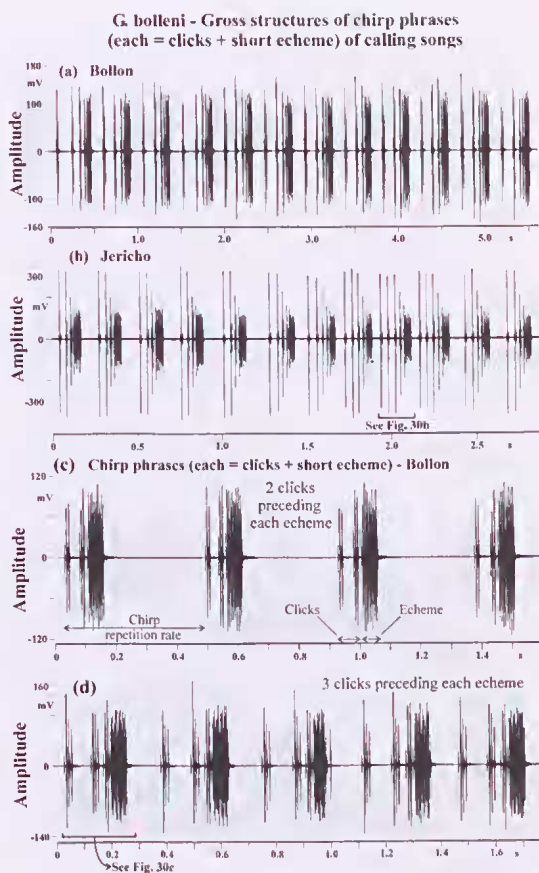 G. bolleni - Gross structures of chirp phrases
(each = clicks + short echeme) of calling songs
(a) Bollon
180
mV
100
0
100
-160
Amplitude
0 1.0 2.0 3.0 4.0 5.0 s
(b) Jericho
300
mV
0
-300
Amplitude
See Fig. 30b
0 0.5 1.0 1.5 2.0 2.5 s
(c) Chirp phrases (each = clicks + short echeme) - Bollon
120
mV
0
-120
Amplitude
2 clicks
preceding
each echeme
Chirp
repetition rate
Clicks
Echeme
0 0.2 0.4 0.6 0.8 1.0 1.2 1.4 s
(d)
3 clicks preceding each echeme
160
mV
0
-140
Amplitude
0 0.2 0.4 0.6 0.8 1.0 1.2 1.4 s 1.6
See Fig. 30c